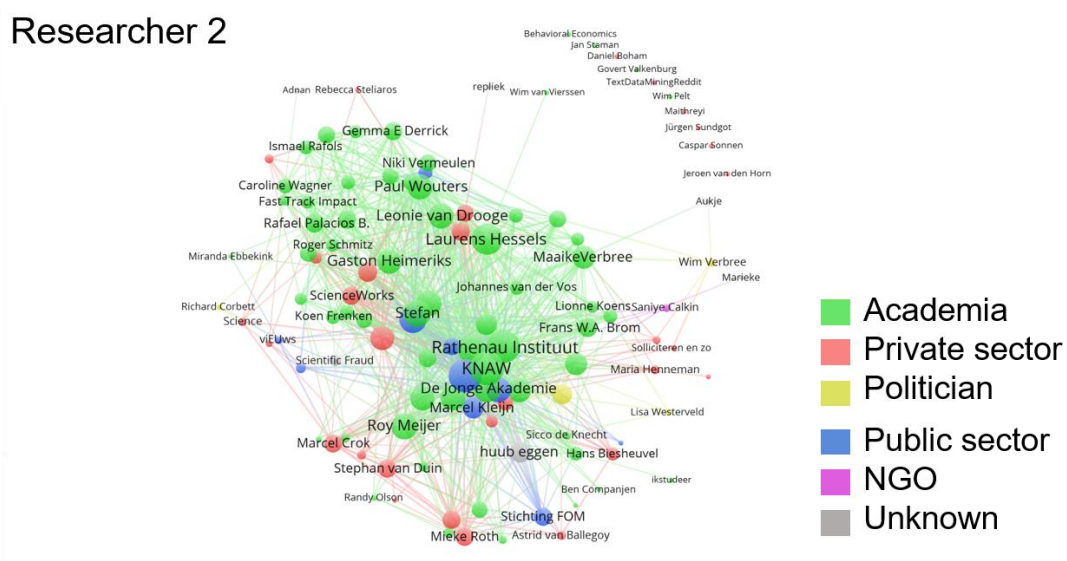 Researcher 2
Behavioral Economics
Jan Staman
Daniel Boham
Govert Valkenburg
TextDataMiningReddit
Wim Pelt
Maithreyi
Jürgen Sundgot
Caspar Sonnen
Jeroen van den Horn
Adnan
Rebecca Steliaros
repliek
Wim van Vierssen
Gemma E Derrick
Ismael Rafols
Niki Vermeulen
Caroline Wagner
Paul Wouters
Fast Track Impact
Aukje
Leonie van Drooge
Rafael Palacios B.
Laurens Hessels
Roger Schmitz
Miranda Ebbekink
Gaston Heimeriks
MaaikeVerbree
Wim Verbree
Marieke
Johannes van der Vos
ScienceWorks
Richard Corbett
Koen Frenken
Stefan
Lionne Koens
Saniye Calkin
Science
Frans W.A. Brom
viEUws
Rathenau Instituut
Solliciteren en zo
Scientific Fraud
KNAW
Maria Henneman
De Jonge Akademie
Marcel Kleijn
Lisa Westerveld
Roy Meijer
Sicco de Knecht
Marcel Crok
huub eggen
Hans Biesheuvel
Stephan van Duin
ikstudeer
Ben Companjen
Randy Olson
Stichting FOM
Mieke Roth
Astrid van Ballegoy
Academia
Private sector
Politician
Public sector
NGO
Unknown